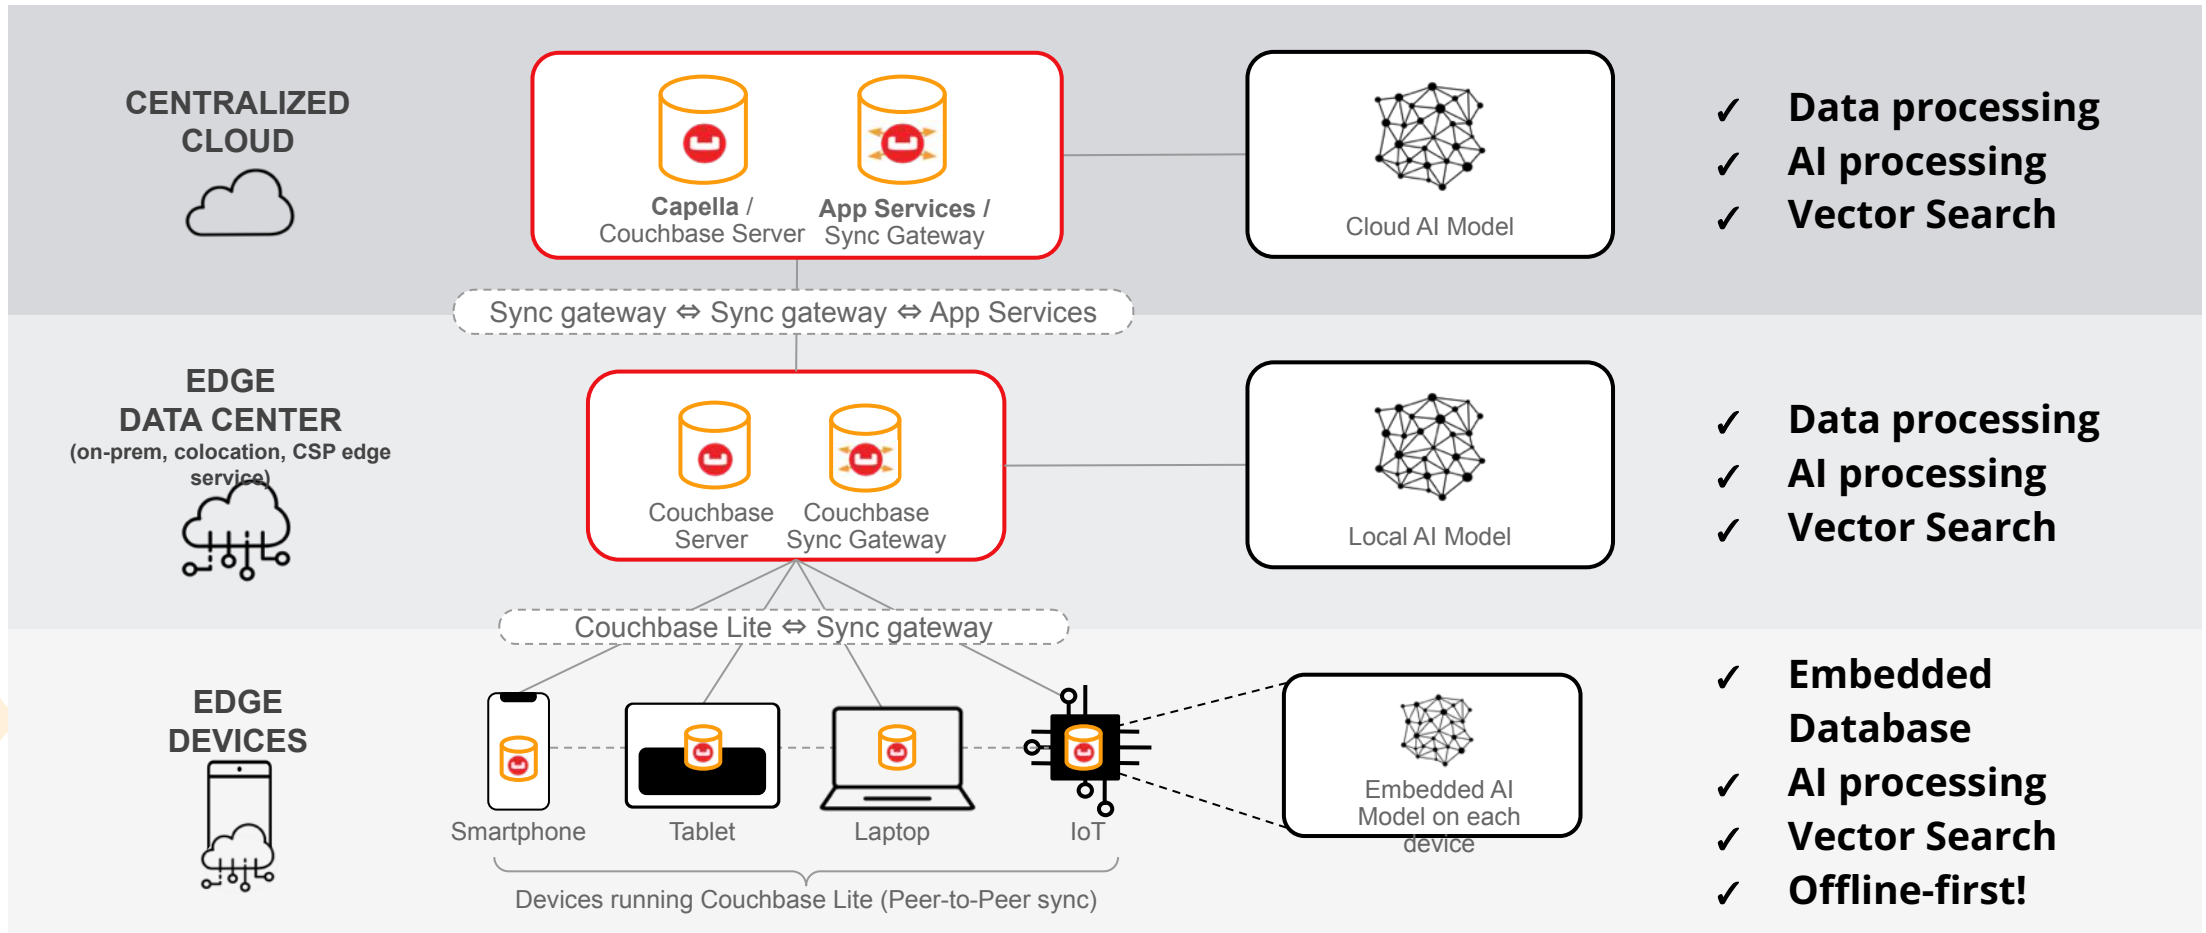 CENTRALIZED
CLOUD
Capella /
Couchbase Server
App Services /
Sync Gateway
Cloud AI Model
✓ Data processing
✓ AI processing
✓ Vector Search
Sync gateway ⇔ Sync gateway ⇔ App Services
EDGE
DATA CENTER
(on-prem, colocation, CSP edge
service)
Couchbase
Server
Couchbase
Sync Gateway
Local AI Model
✓ Data processing
✓ AI processing
✓ Vector Search
Couchbase Lite ⇔ Sync gateway
EDGE
DEVICES
Smartphone
Tablet
Laptop
IoT
Devices running Couchbase Lite (Peer-to-Peer sync)
Embedded AI
Model on each
device
✓ Embedded
Database
✓ AI processing
✓ Vector Search
✓ Offline-first!